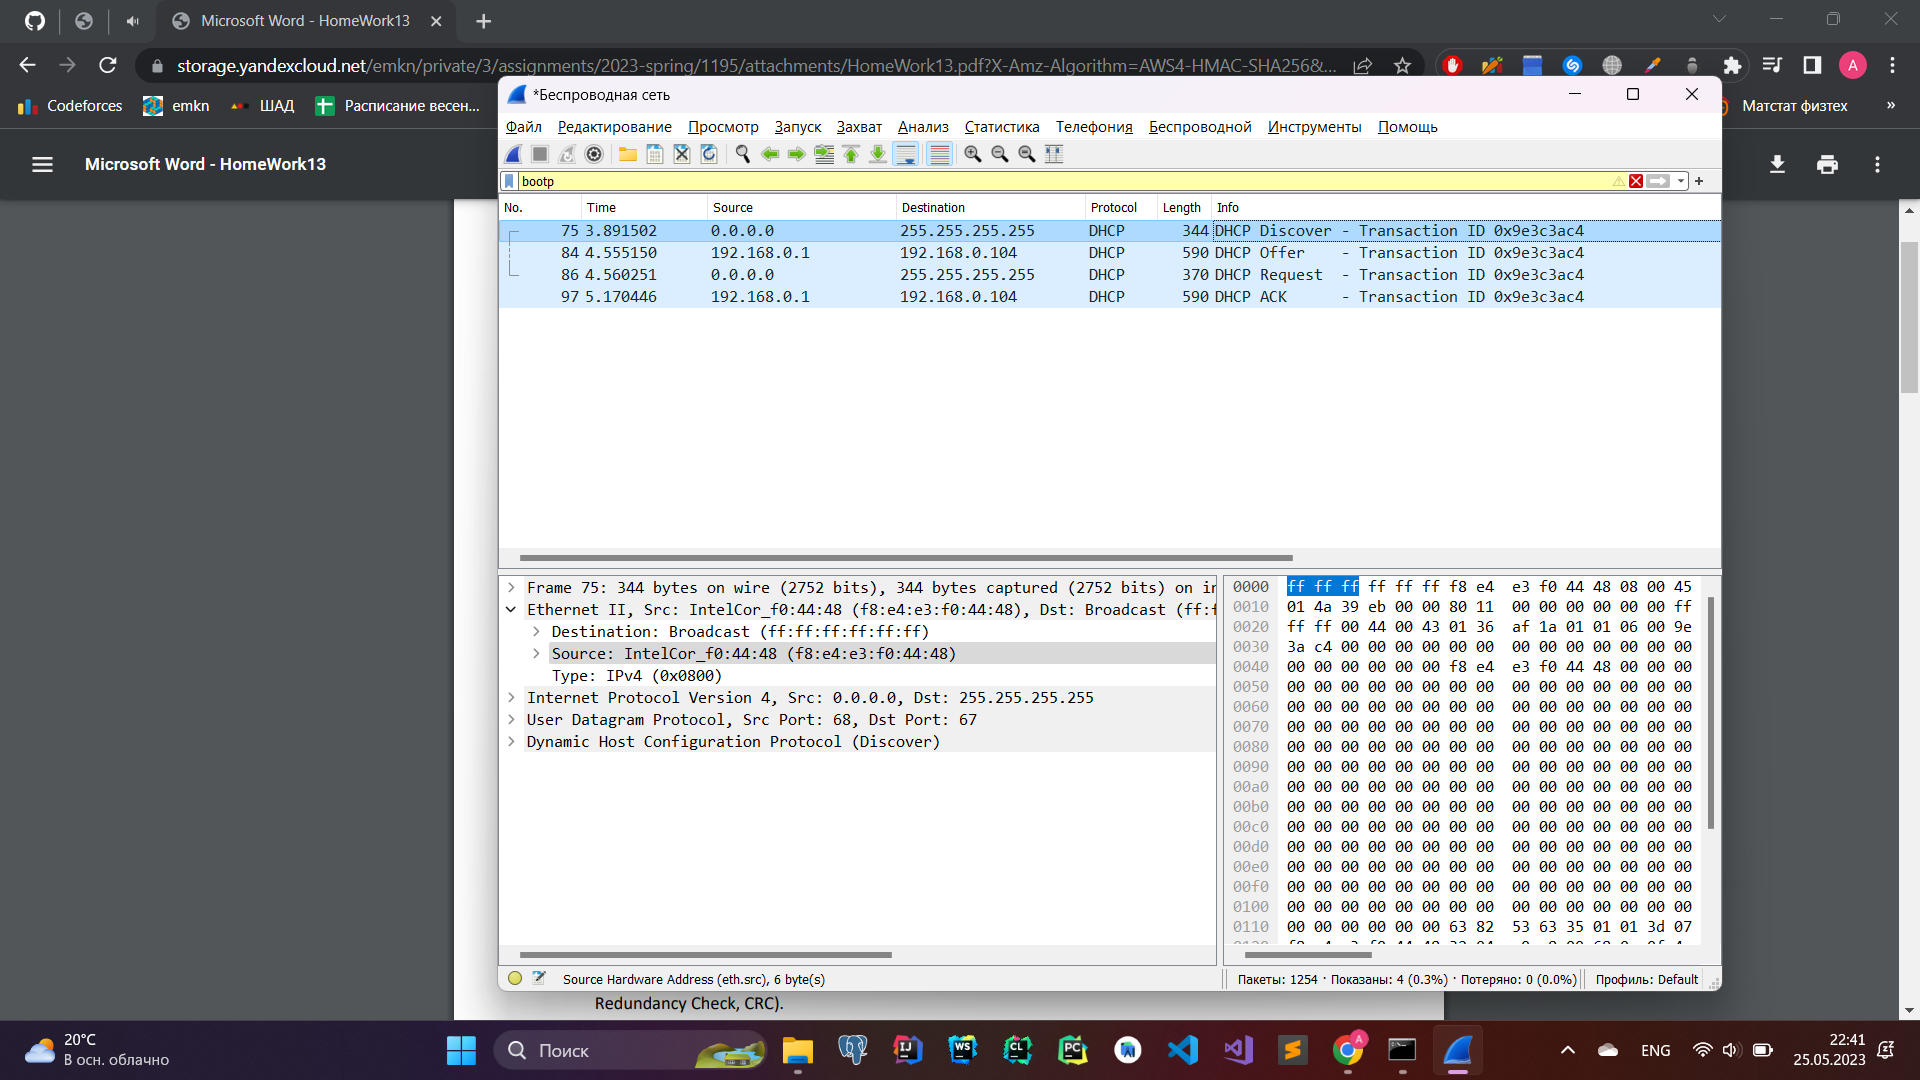 Microsoft Word - HomeWork13
storage.yandexcloud.net/emkn/private/3/assignments/2023-spring/1195/attachments/HomeWork13.pdf?X-Amz-Algorithm=AWS4-HMAC-SHA256&...
A
Codeforces
emkn
ШАД
Расписание весен...
Матстат физтех
»
Microsoft Word - HomeWork13
*Беспроводная сеть
Файл Редактирование Просмотр Запуск Захват Анализ Статистика Телефония Беспроводной Инструменты Помощь
bootp
No. Time Source Destination Protocol Length Info
75 3.891502 0.0.0.0 255.255.255.255 DHCP 344 DHCP Discover - Transaction ID 0x9e3c3ac4
84 4.555150 192.168.0.1 192.168.0.104 DHCP 590 DHCP Offer - Transaction ID 0x9e3c3ac4
86 4.560251 0.0.0.0 255.255.255.255 DHCP 370 DHCP Request - Transaction ID 0x9e3c3ac4
97 5.170446 192.168.0.1 192.168.0.104 DHCP 590 DHCP ACK - Transaction ID 0x9e3c3ac4
Frame 75: 344 bytes on wire (2752 bits), 344 bytes captured (2752 bits) on
Ethernet II, Src: IntelCor_f0:44:48 (f8:e4:e3:f0:44:48), Dst: Broadcast (ff:
Destination: Broadcast (ff:ff:ff:ff:ff:ff)
Source: IntelCor_f0:44:48 (f8:e4:e3:f0:44:48)
Type: IPv4 (0x0800)
Internet Protocol Version 4, Src: 0.0.0.0, Dst: 255.255.255.255
User Datagram Protocol, Src Port: 68, Dst Port: 67
Dynamic Host Configuration Protocol (Discover)
0000 ff ff ff ff ff ff f8 e4 e3 f0 44 48 08 00 45
0010 01 4a 39 eb 00 00 80 11 00 00 00 00 00 00 ff
0020 ff ff 00 44 00 43 01 36 af 1a 01 01 06 00 9e
0030 3a c4 00 00 00 00 00 00 00 00 00 00 00 00 00
0040 00 00 00 00 00 00 f8 e4 e3 f0 44 48 00 00 00
0050 00 00 00 00 00 00 00 00 00 00 00 00 00 00 00
0060 00 00 00 00 00 00 00 00 00 00 00 00 00 00 00
0070 00 00 00 00 00 00 00 00 00 00 00 00 00 00 00
0080 00 00 00 00 00 00 00 00 00 00 00 00 00 00 00
0090 00 00 00 00 00 00 00 00 00 00 00 00 00 00 00
00a0 00 00 00 00 00 00 00 00 00 00 00 00 00 00 00
00b0 00 00 00 00 00 00 00 00 00 00 00 00 00 00 00
00c0 00 00 00 00 00 00 00 00 00 00 00 00 00 00 00
00d0 00 00 00 00 00 00 00 00 00 00 00 00 00 00 00
00e0 00 00 00 00 00 00 00 00 00 00 00 00 00 00 00
00f0 00 00 00 00 00 00 00 00 00 00 00 00 00 00 00
0100 00 00 00 00 00 00 00 00 00 00 00 00 00 00 00
0110 00 00 00 00 00 00 63 82 53 63 35 01 01 3d 07
Source Hardware Address (eth.src), 6 byte(s)
Пакеты: 1254 · Показаны: 4 (0.3%) · Потеряно: 0 (0.0%)
Профиль: Default
Redundancy Check, CRC).
20°C
В осн. облачно
Поиск
IJ
WS
CL
PC
A
ENG
22:41
25.05.2023